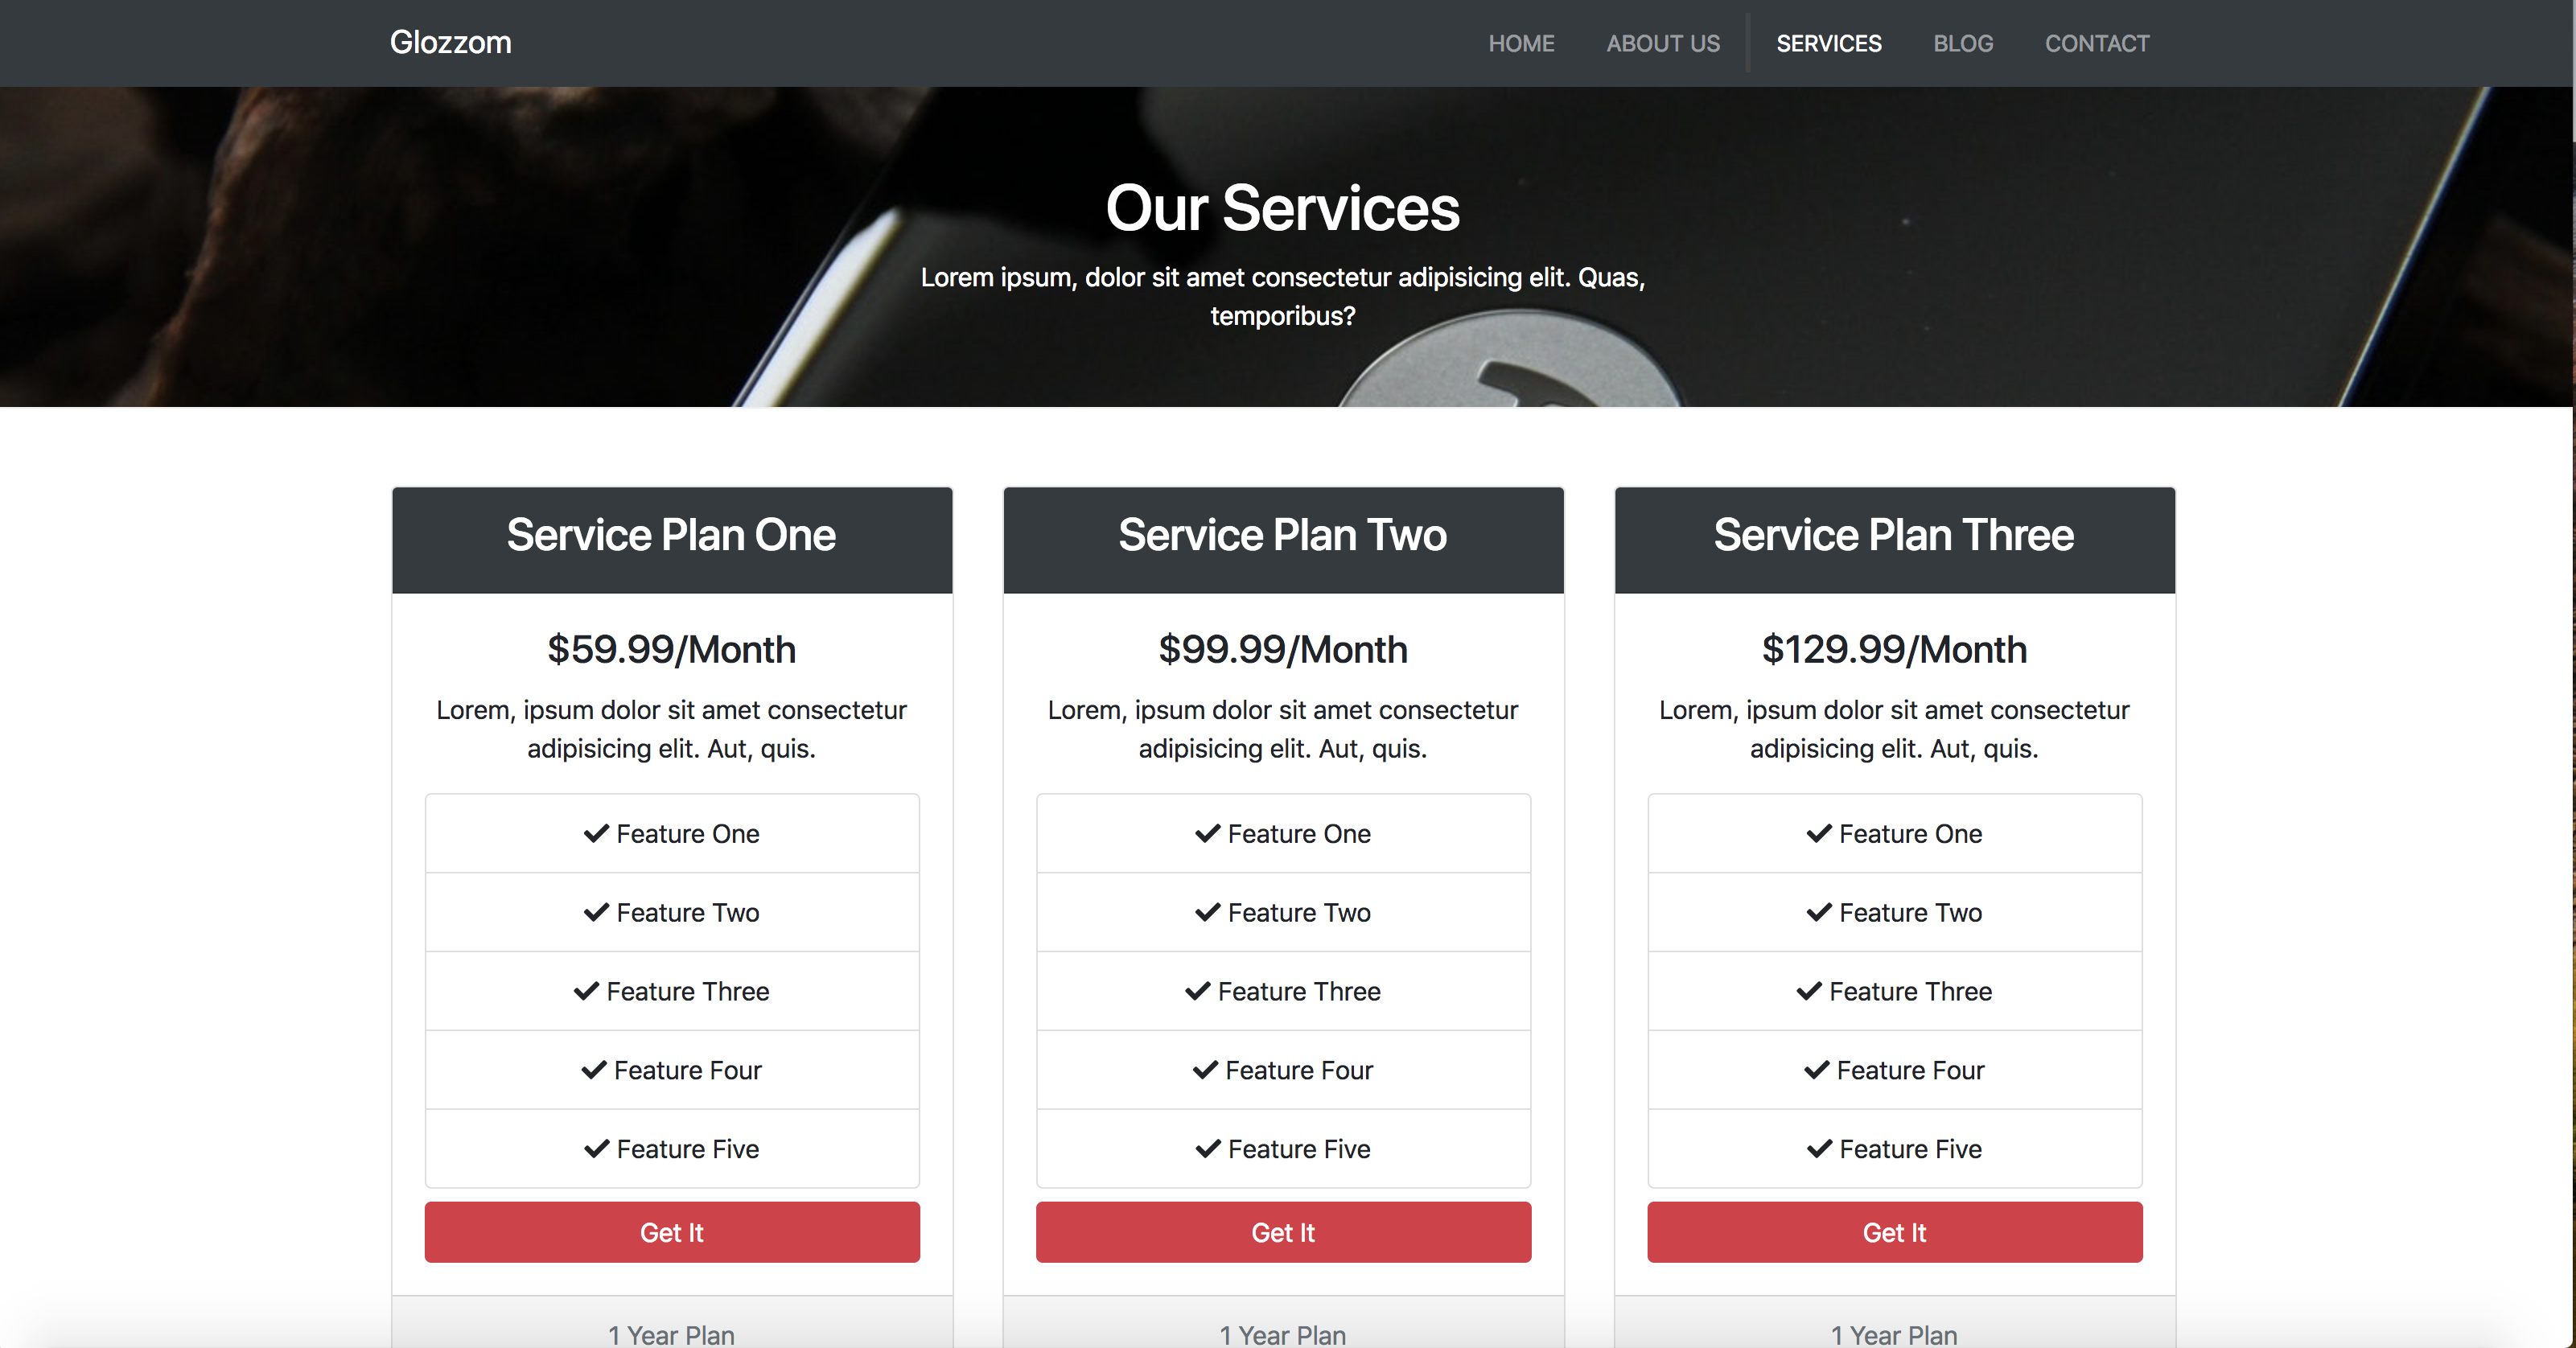 Glozzom
HOME ABOUT US SERVICES BLOG CONTACT
Our Services
Lorem ipsum, dolor sit amet consectetur adipisicing elit. Quas,
temporibus?
Service Plan One
$59.99/Month
Lorem, ipsum dolor sit amet consectetur
adipisicing elit. Aut, quis.
Feature One
Feature Two
Feature Three
Feature Four
Feature Five
Get It
1 Year Plan
Service Plan Two
$99.99/Month
Lorem, ipsum dolor sit amet consectetur
adipisicing elit. Aut, quis.
Feature One
Feature Two
Feature Three
Feature Four
Feature Five
Get It
1 Year Plan
Service Plan Three
$129.99/Month
Lorem, ipsum dolor sit amet consectetur
adipisicing elit. Aut, quis.
Feature One
Feature Two
Feature Three
Feature Four
Feature Five
Get It
1 Year Plan